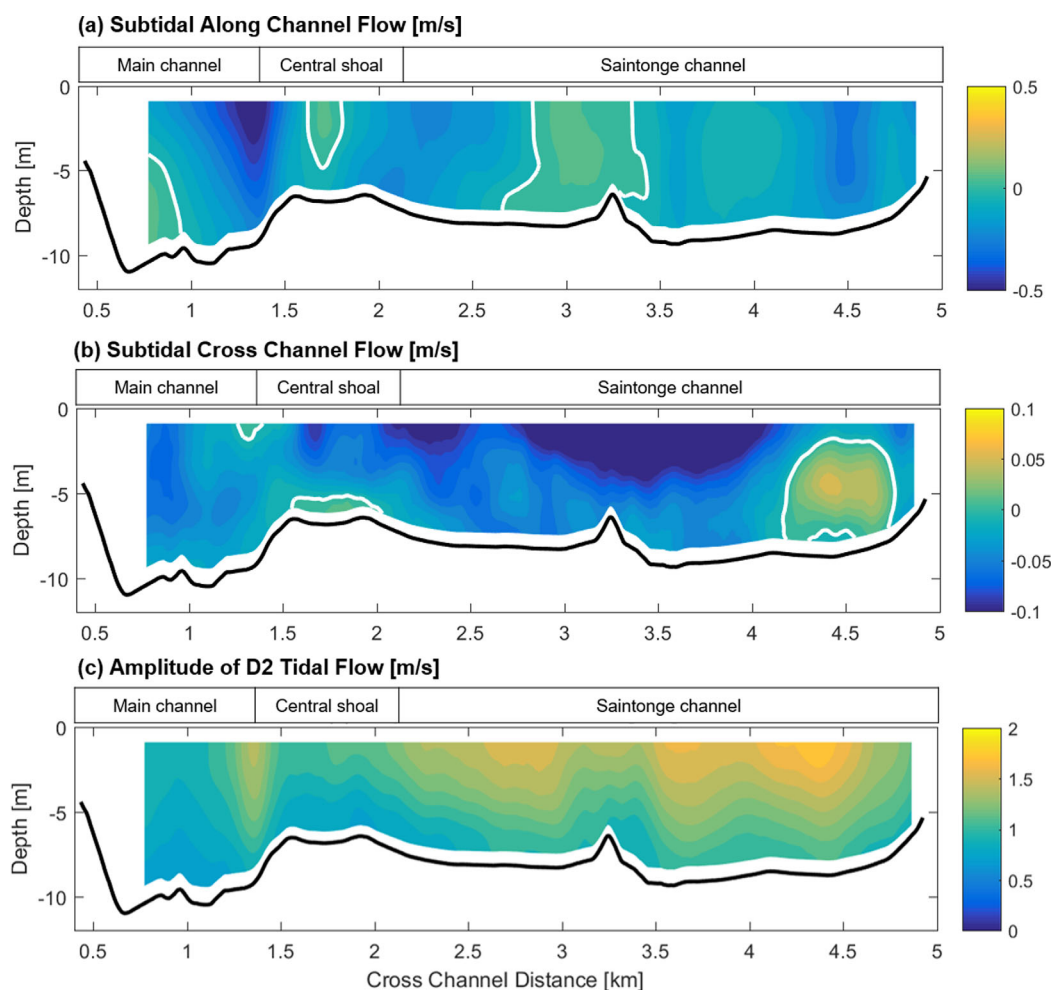 (a) Subtidal Along Channel Flow [m/s]
Main channel Central shoal Saintonge channel
0
-5
-10
Depth [m]
0.5 1 1.5 2 2.5 3 3.5 4 4.5 5
0.5
0
-0.5
(b) Subtidal Cross Channel Flow [m/s]
Main channel Central shoal Saintonge channel
0
-5
-10
Depth [m]
0.5 1 1.5 2 2.5 3 3.5 4 4.5 5
0.1
0.05
0
-0.05
-0.1
(c) Amplitude of D2 Tidal Flow [m/s]
Main channel Central shoal Saintonge channel
0
-5
-10
Depth [m]
0.5 1 1.5 2 2.5 3 3.5 4 4.5 5
2
1.5
1
0.5
0
Cross Channel Distance [km]